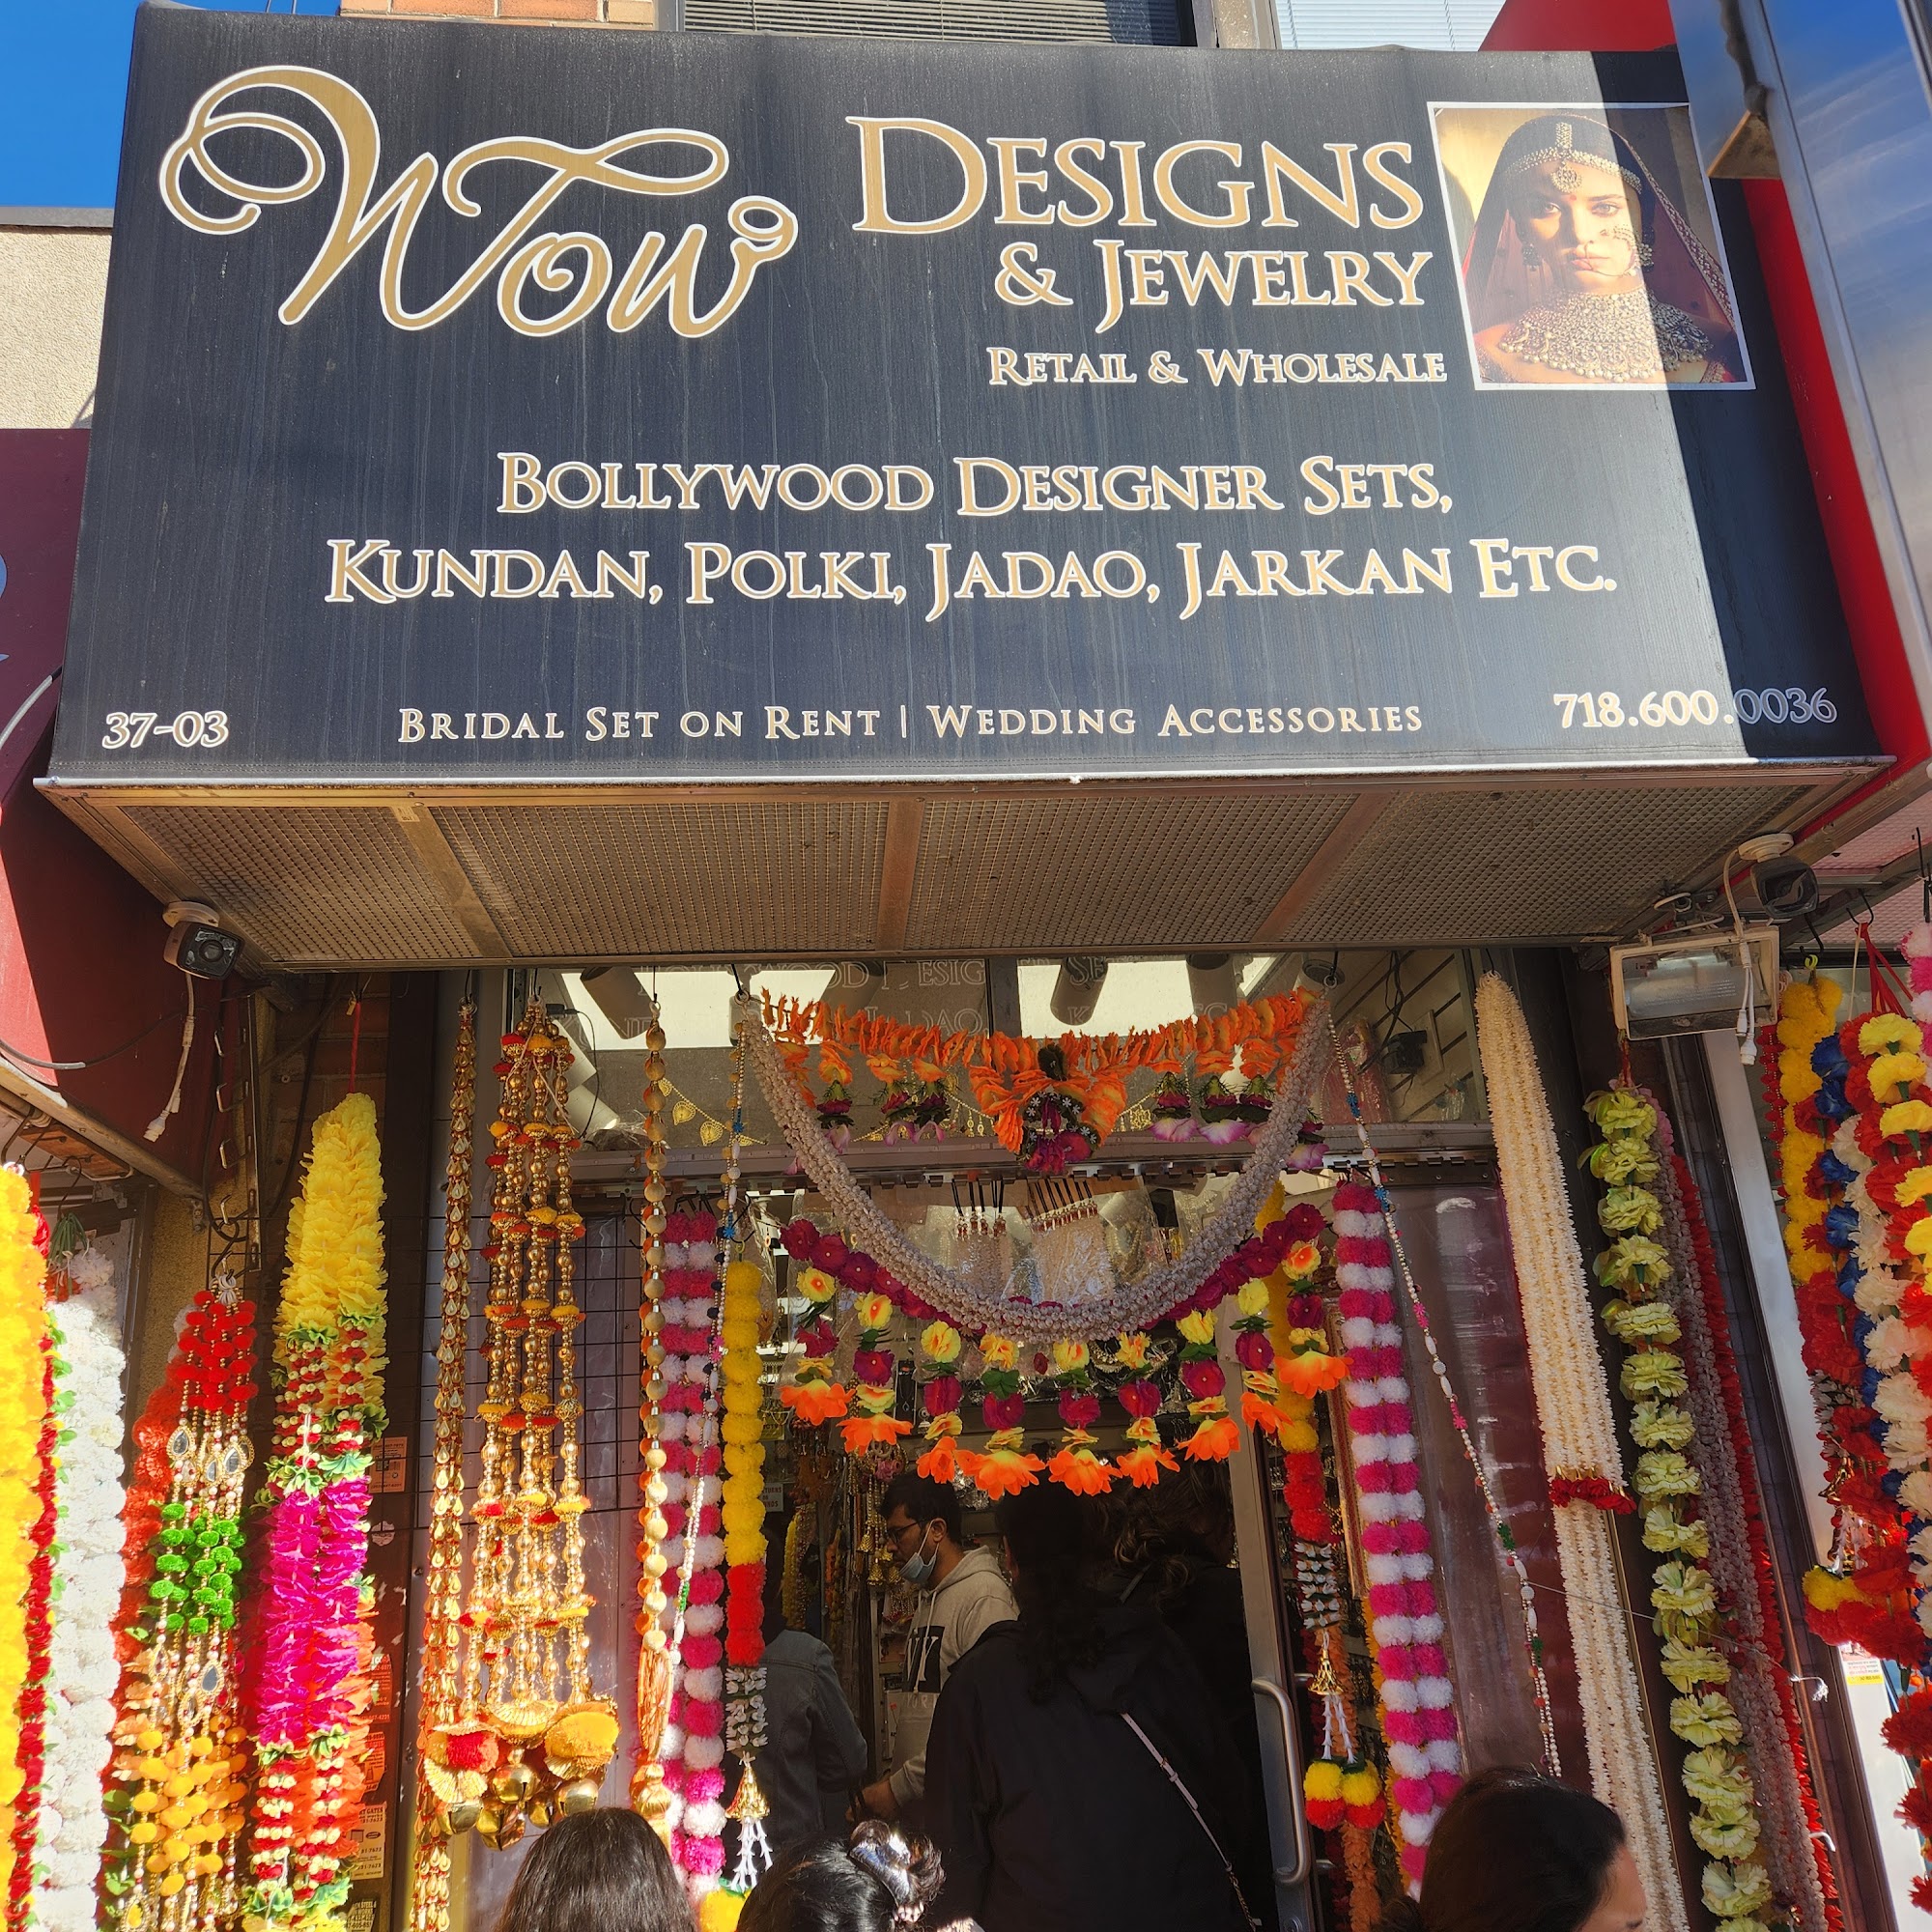 Wow Designs
& Jewelry
Retail & Wholesale
Bollywood Designer Sets,
Kundan, Polki, Jadao, Jarkan Etc.
37-03 Bridal Set on Rent | Wedding Accessories 718.600.0036